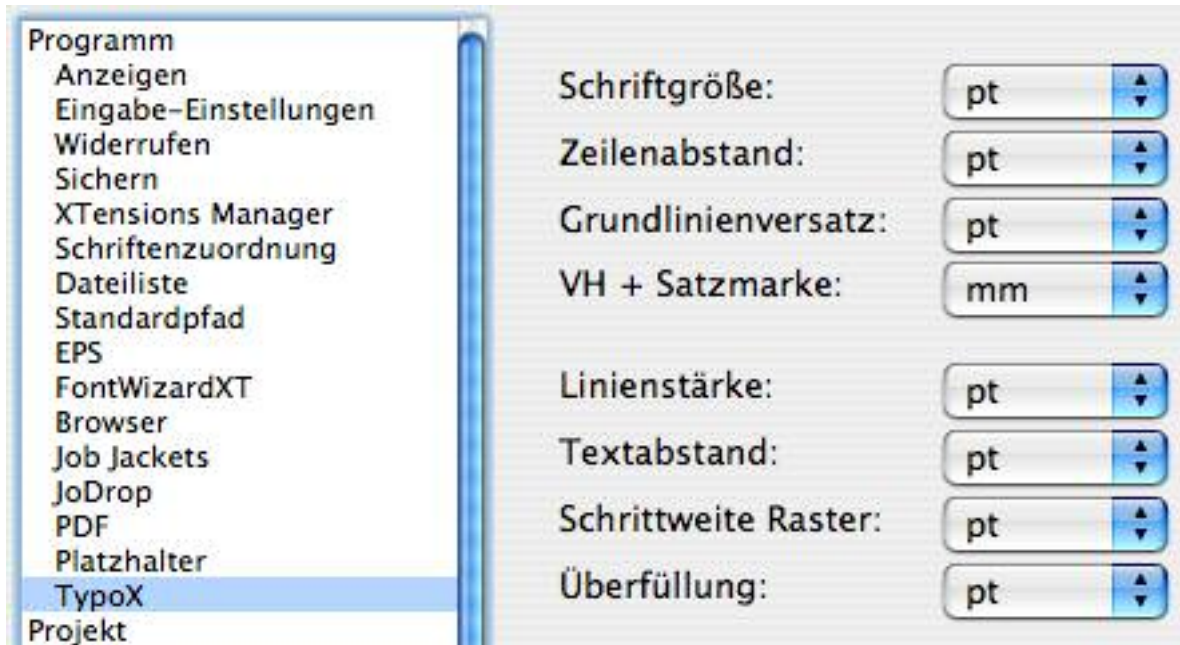 Programm
Anzeigen
Eingabe-Einstellungen
Widerrufen
Sichern
XTensions Manager
Schriftenzuordnung
Dateiliste
Standardpfad
EPS
FontWizardXT
Browser
Job Jackets
JoDrop
PDF
Platzhalter
TypoX
Projekt
Schriftgröße: pt
Zeilenabstand: pt
Grundlinienversatz: pt
VH + Satzmarke: mm
Linienstärke: pt
Textabstand: pt
Schrittweite Raster: pt
Überfüllung: pt